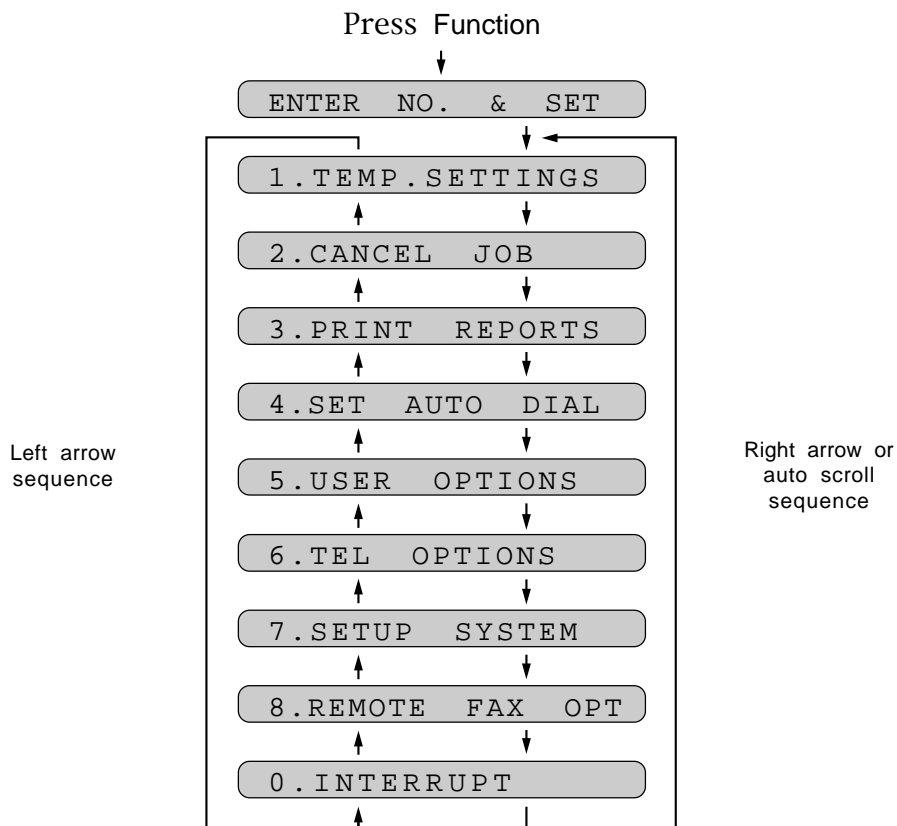 Press Function
ENTER NO. & SET
1.TEMP.SETTINGS
2.CANCEL JOB
3.PRINT REPORTS
4.SET AUTO DIAL
Left arrow
sequence
Right arrow or
auto scroll
sequence
5.USER OPTIONS
6.TEL OPTIONS
7.SETUP SYSTEM
8.REMOTE FAX OPT
0.INTERRUPT